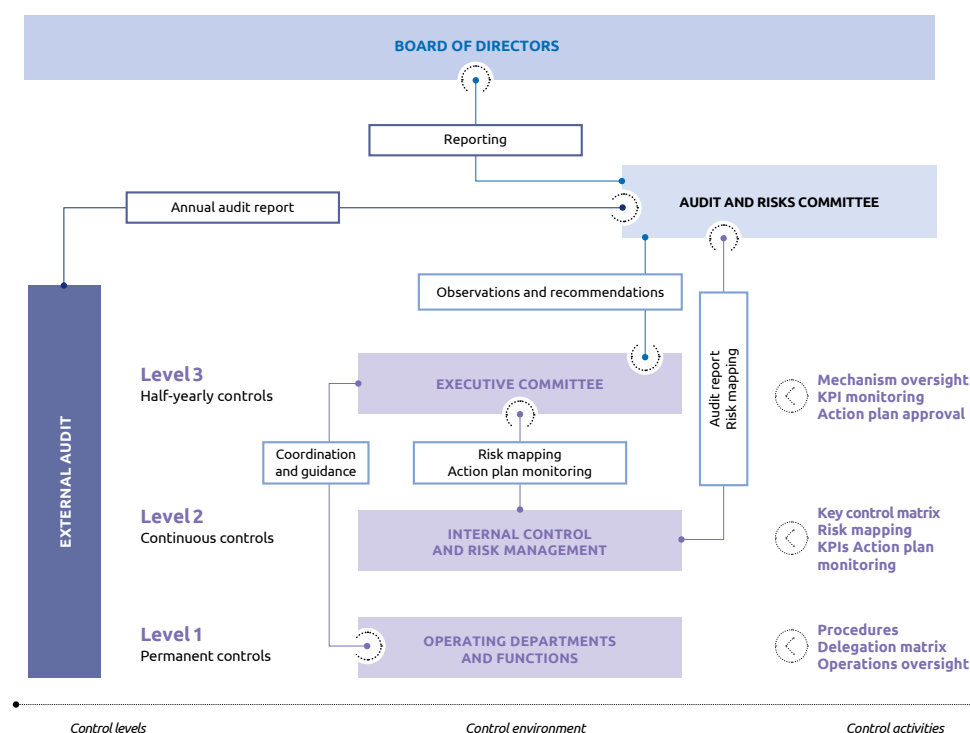 BOARD OF DIRECTORS
Reporting
AUDIT AND RISKS COMMITTEE
Annual audit report
Observations and recommendations
Audit report
Risk mapping
EXTERNAL AUDIT
Level 3
Half-yearly controls
EXECUTIVE COMMITTEE
Mechanism oversight
KPI monitoring
Action plan approval
Coordination
and guidance
Risk mapping
Action plan monitoring
Level 2
Continuous controls
INTERNAL CONTROL
AND RISK MANAGEMENT
Key control matrix
Risk mapping
KPIs Action plan
monitoring
Level 1
Permanent controls
OPERATING DEPARTMENTS
AND FUNCTIONS
Procedures
Delegation matrix
Operations oversight
Control levels
Control environment
Control activities